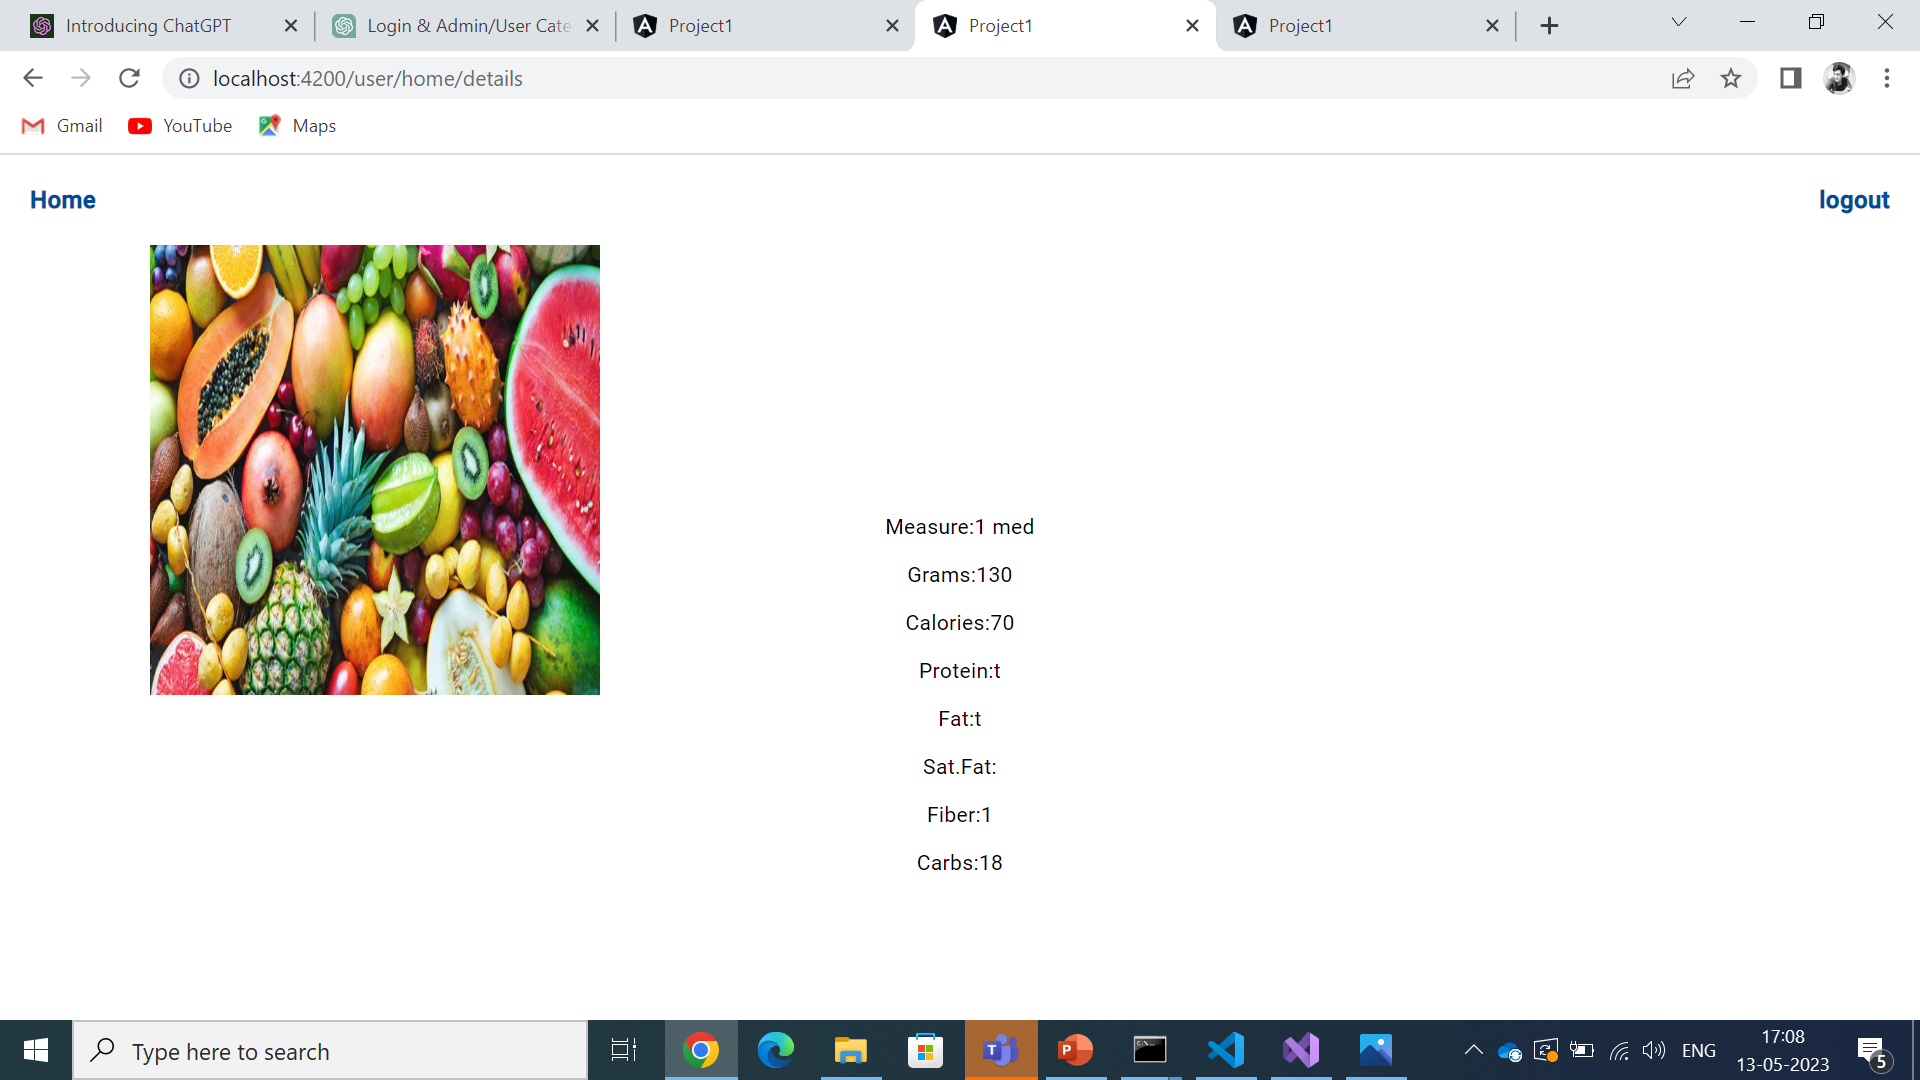 Introducing ChatGPT
Login & Admin/User Cate
Project1
Project1
Project1
localhost:4200/user/home/details
Gmail
YouTube
Maps
Home
logout
Measure:1 med
Grams:130
Calories:70
Protein:t
Fat:t
Sat.Fat:
Fiber:1
Carbs:18
Type here to search
ENG
17:08
13-05-2023
5